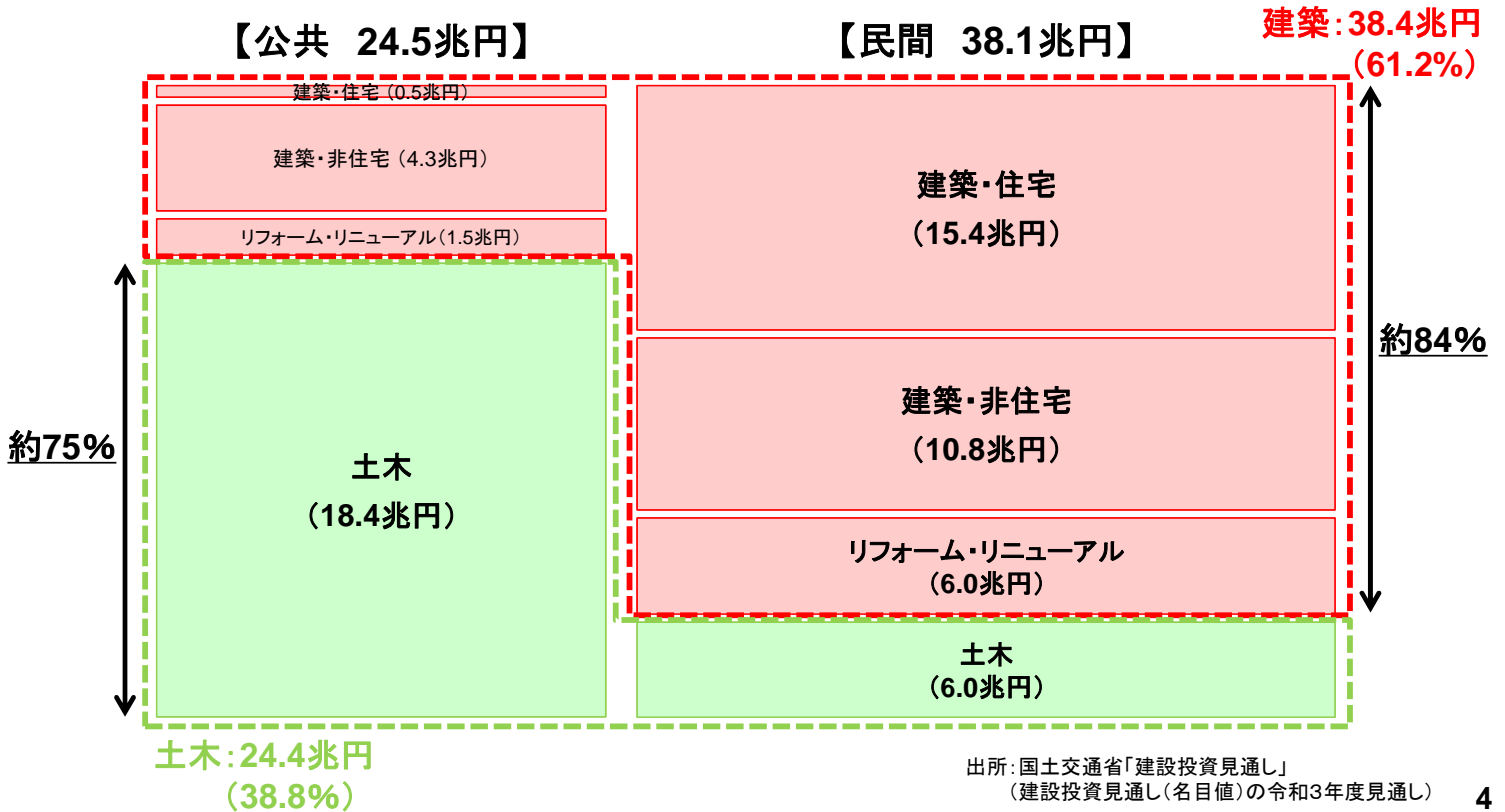 【公共 24.5兆円】
【民間 38.1兆円】
建築：38.4兆円
（61.2%）
建築・住宅（0.5兆円）
建築・非住宅（4.3兆円）
リフォーム・リニューアル（1.5兆円）
約75%
土木
（18.4兆円）
建築・住宅
（15.4兆円）
建築・非住宅
（10.8兆円）
リフォーム・リニューアル
（6.0兆円）
土木
（6.0兆円）
約84%
土木：24.4兆円
（38.8%）
出所：国土交通省「建設投資見通し」
（建設投資見通し（名目値）の令和3年度見通し）
4